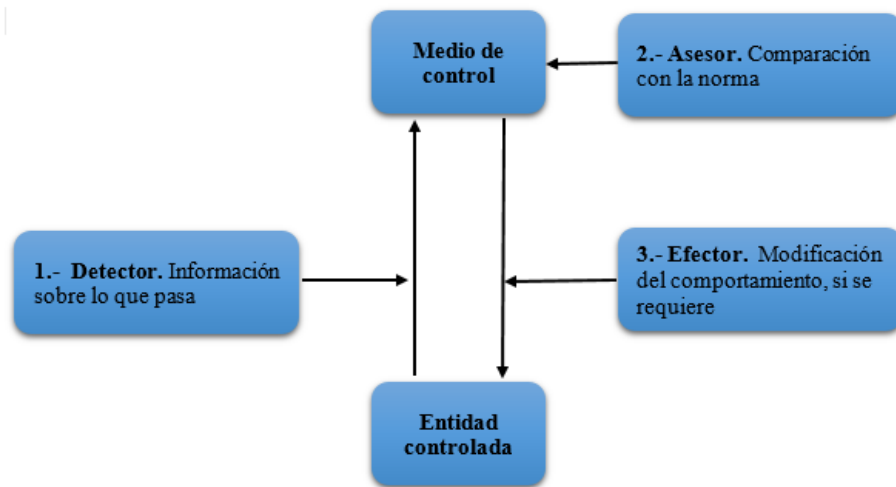 Medio de
control
2.- Asesor. Comparación
con la norma
1.- Detector. Información
sobre lo que pasa
3.- Efector. Modificación
del comportamiento, si se
requiere
Entidad
controlada